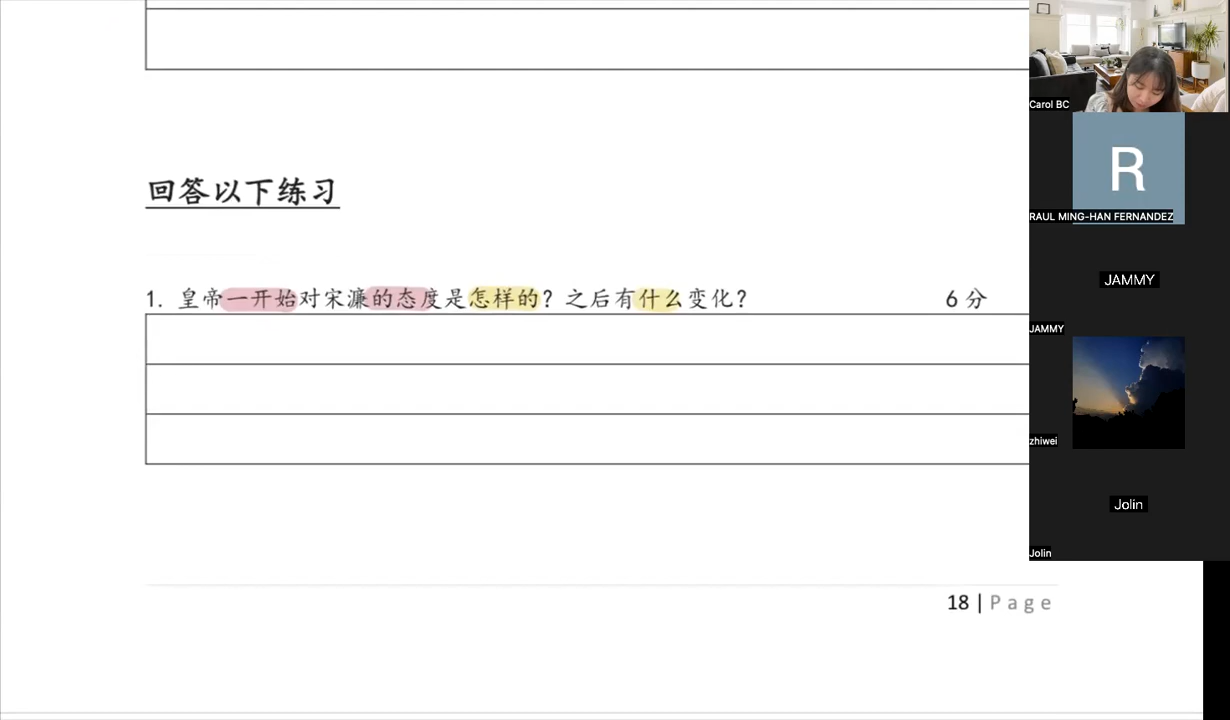 回答以下练习
1. 皇帝一开始对宋濂的态度是怎样的？之后有什么变化？ 6 分
18 | Page
Carol BC
R
RAUL MING-HAN FERNANDEZ
JAMMY
JAMMY
zhiwei
Jolin
Jolin